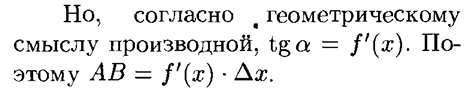 Но, согласно геометрическому
смыслу производной, tg α = f′(x). По-
этому AB = f′(x) · Δx.